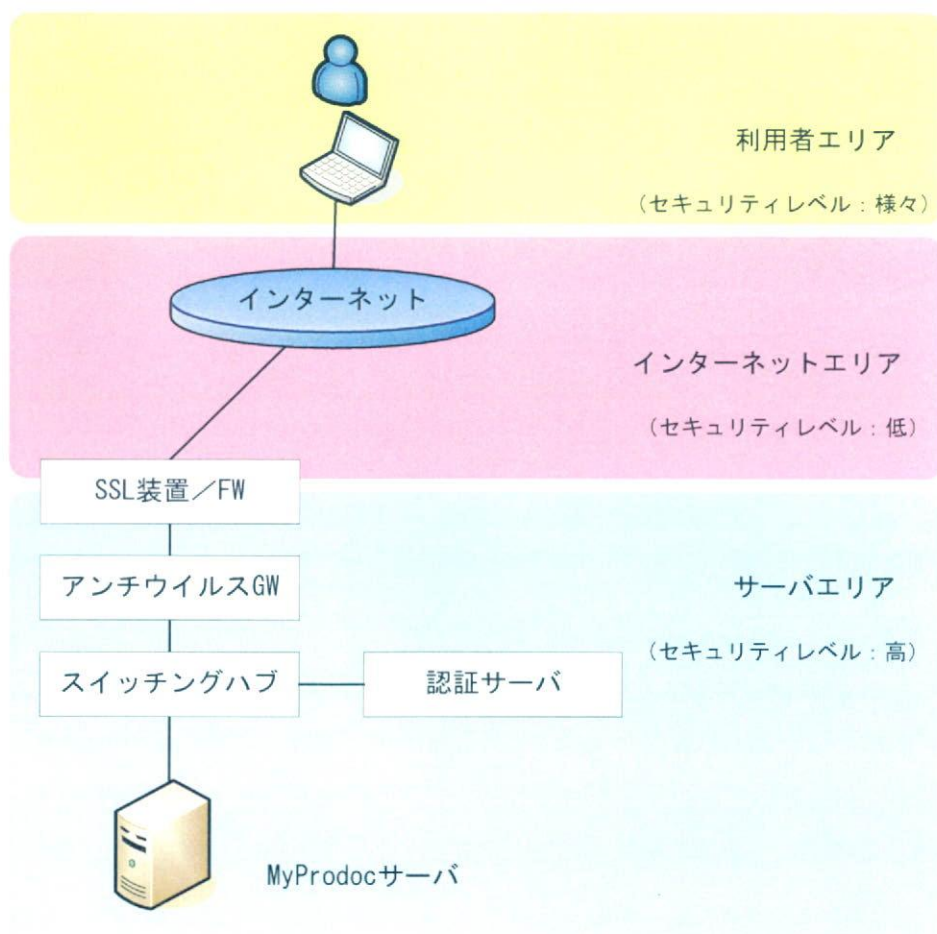 利用者エリア
（セキュリティレベル：様々）
インターネット
インターネットエリア
（セキュリティレベル：低）
SSL装置／FW
アンチウイルスGW
サーバエリア
（セキュリティレベル：高）
スイッチングハブ
認証サーバ
MyProdocサーバ